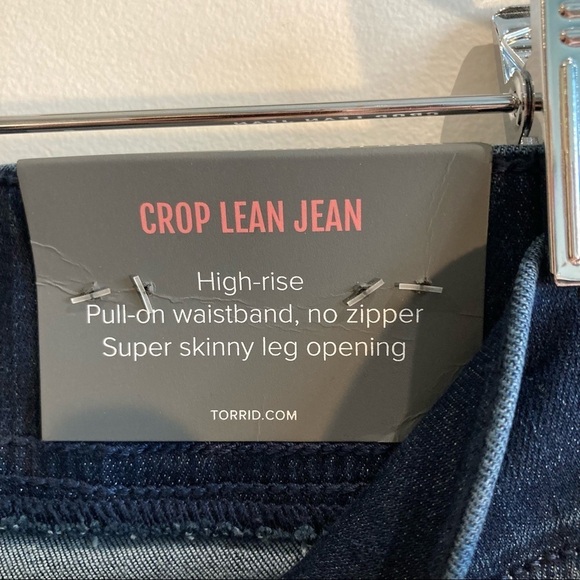 CROP LEAN JEAN
High-rise
Pull-on waistband, no zipper
Super skinny leg opening
TORRID.COM